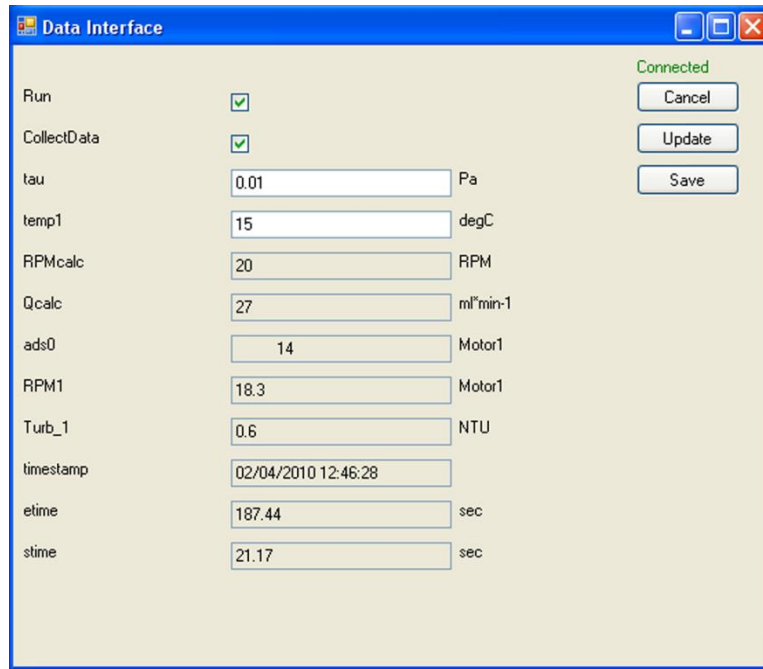 Data Interface
Connected
Run
Cancel
CollectData
Update
tau 0.01 Pa
Save
temp1 15 degC
RPMcalc 20 RPM
Qcalc 27 ml*min-1
ads0 14 Motor1
RPM1 18.3 Motor1
Turb_1 0.6 NTU
timestamp 02/04/2010 12:46:28
etime 187.44 sec
stime 21.17 sec